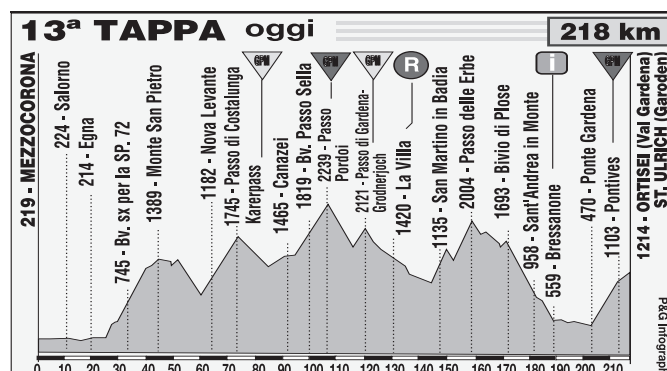 13ª TAPPA oggi
218 km
219 - MEZZOCORONA
224 - Salorno
214 - Egna
745 - Bv. sx per la SP. 72
1389 - Monte San Pietro
1182 - Nova Levante
1745 - Passo di Costalunga
Karerpass
GPM
1465 - Canazei
1819 - Bv. Passo Sella
GPM
2239 - Passo
Pordoi
GPM
2121 - Passo di Gardena-
Grodnerjoch
R
1420 - La Villa
1135 - San Martino in Badia
2004 - Passo delle Erbe
1693 - Bivio di Plose
958 - Sant'Andrea in Monte
i
559 - Bressanone
470 - Ponte Gardena
GPM
1103 - Pontives
1214 - ORTISEI (Val Gardena)
ST. ULRICH (Garoden)
P&G Infograph
0 10 20 30 40 50 60 70 80 90 100 110 120 130 140 150 160 170 180 190 200 210